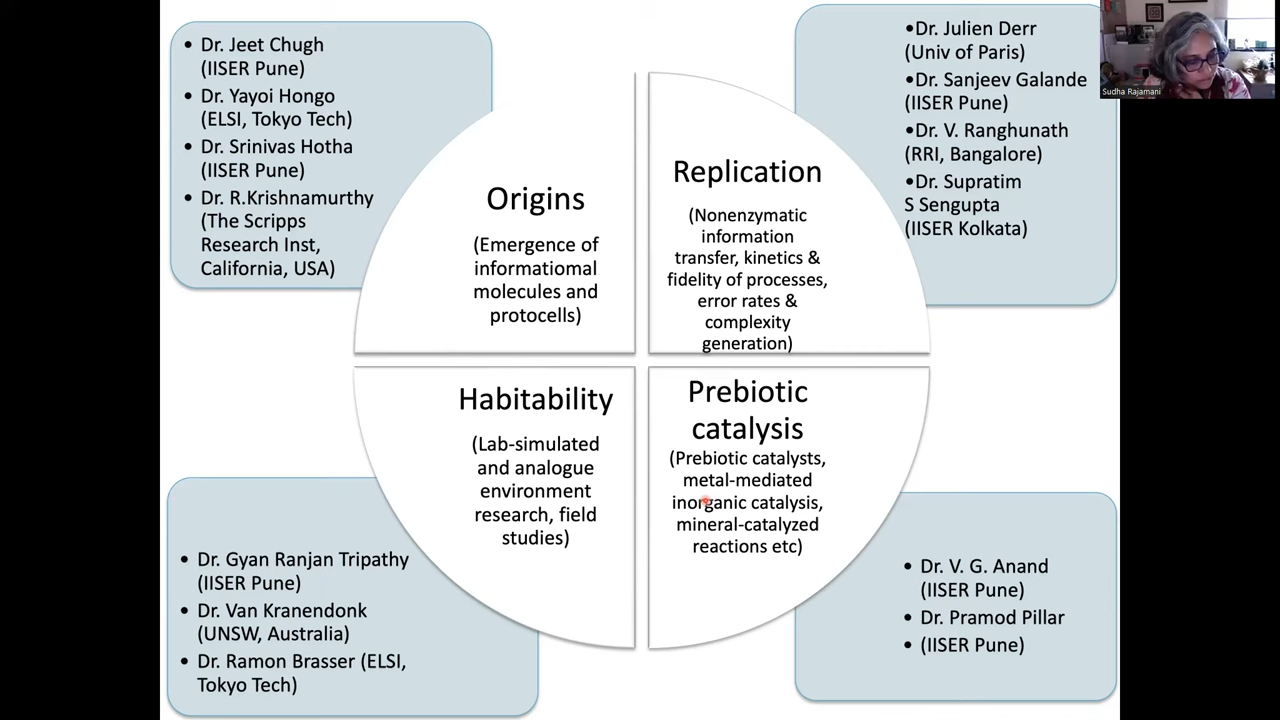 • Dr. Jeet Chugh
(IISER Pune)
• Dr. Yayoi Hongo
(ELSI, Tokyo Tech)
• Dr. Srinivas Hotha
(IISER Pune)
• Dr. R.Krishnamurthy
(The Scripps
Research Inst,
California, USA)
Origins
(Emergence of
informatiomal
molecules and
protocells)
Replication
(Nonenzymatic
information
transfer, kinetics &
fidelity of processes,
error rates &
complexity
generation)
•Dr. Julien Derr
(Univ of Paris)
•Dr. Sanjeev Galande
(IISER Pune)
•Dr. V. Ranghunath
(RRI, Bangalore)
•Dr. Supratim
S Sengupta
(IISER Kolkata)
Sudha Rajamani
Habitability
(Lab-simulated
and analogue
environment
research, field
studies)
Prebiotic
catalysis
(Prebiotic catalysts,
metal-mediated
inorganic catalysis,
mineral-catalyzed
reactions etc)
• Dr. Gyan Ranjan Tripathy
(IISER Pune)
• Dr. Van Kranendonk
(UNSW, Australia)
• Dr. Ramon Brasser (ELSI,
Tokyo Tech)
• Dr. V. G. Anand
(IISER Pune)
• Dr. Pramod Pillar
• (IISER Pune)